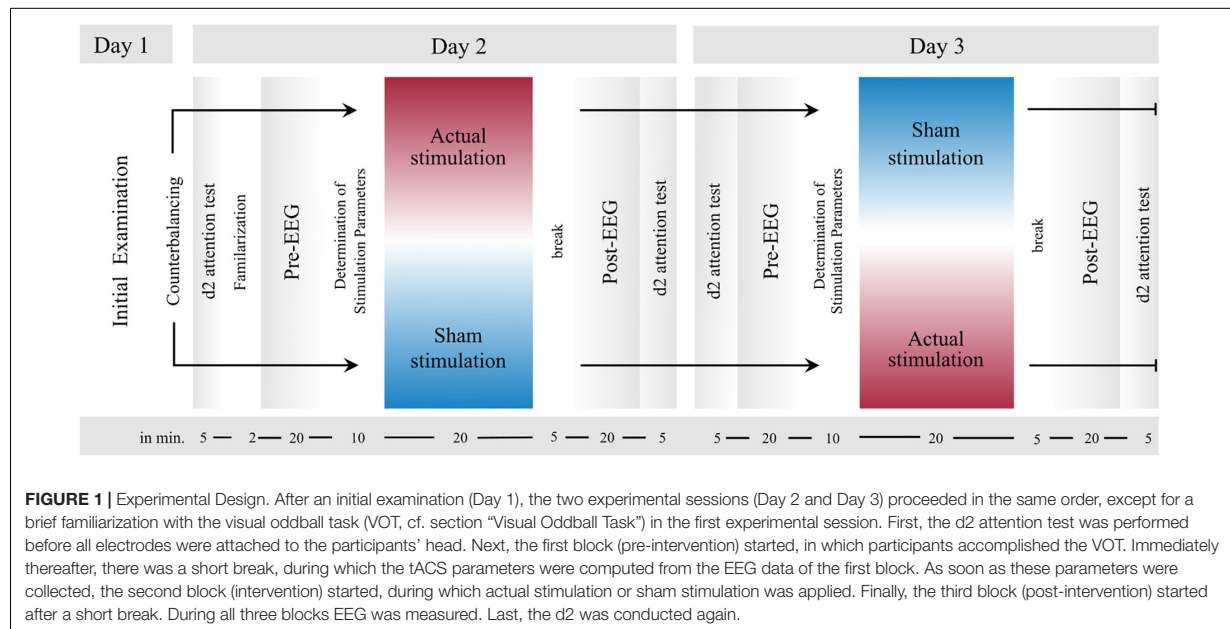 Day 1
Day 2
Day 3
Initial Examination
Counterbalancing
d2 attention test
Familarization
Pre-EEG
Determination of
Stimulation Parameters
Actual
stimulation
Sham
stimulation
break
Post-EEG
d2 attention test
d2 attention test
Pre-EEG
Determination of
Stimulation Parameters
Sham
stimulation
Actual
stimulation
break
Post-EEG
d2 attention test
in min. 5 — 2 — 20 — 10 — 20 — 5 — 20 — 5 5 — 20 — 10 — 20 — 5 — 20 — 5
FIGURE 1 | Experimental Design. After an initial examination (Day 1), the two experimental sessions (Day 2 and Day 3) proceeded in the same order, except for a
brief familiarization with the visual oddball task (VOT, cf. section “Visual Oddball Task”) in the first experimental session. First, the d2 attention test was performed
before all electrodes were attached to the participants’ head. Next, the first block (pre-intervention) started, in which participants accomplished the VOT. Immediately
thereafter, there was a short break, during which the tACS parameters were computed from the EEG data of the first block. As soon as these parameters were
collected, the second block (intervention) started, during which actual stimulation or sham stimulation was applied. Finally, the third block (post-intervention) started
after a short break. During all three blocks EEG was measured. Last, the d2 was conducted again.